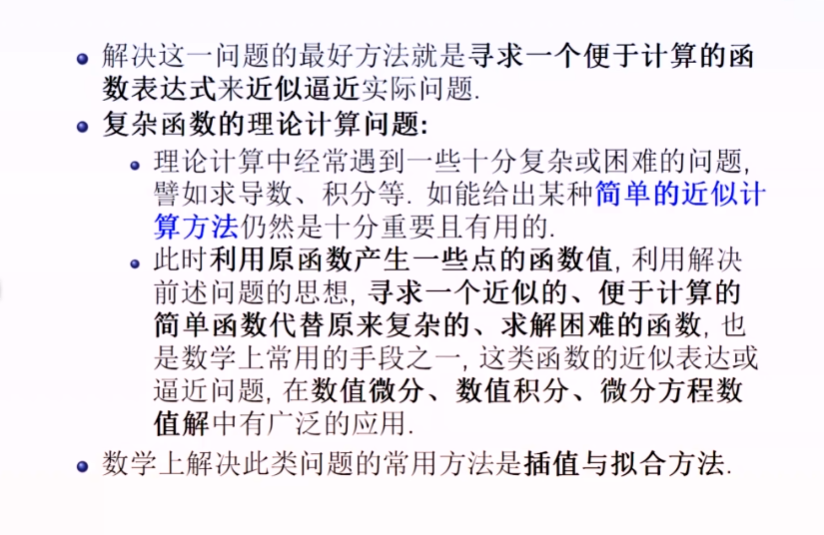 解决这一问题的最好方法就是寻求一个便于计算的函
数表达式来近似逼近实际问题.
复杂函数的理论计算问题:
理论计算中经常遇到一些十分复杂或困难的问题,
譬如求导数、积分等. 如能给出某种简单的近似计
算方法仍然是十分重要且有用的.
此时利用原函数产生一些点的函数值, 利用解决
前述问题的思想, 寻求一个近似的、便于计算的
简单函数代替原来复杂的、求解困难的函数, 也
是数学上常用的手段之一, 这类函数的近似表达或
逼近问题, 在数值微分、数值积分、微分方程数
值解中有广泛的应用.
数学上解决此类问题的常用方法是插值与拟合方法.